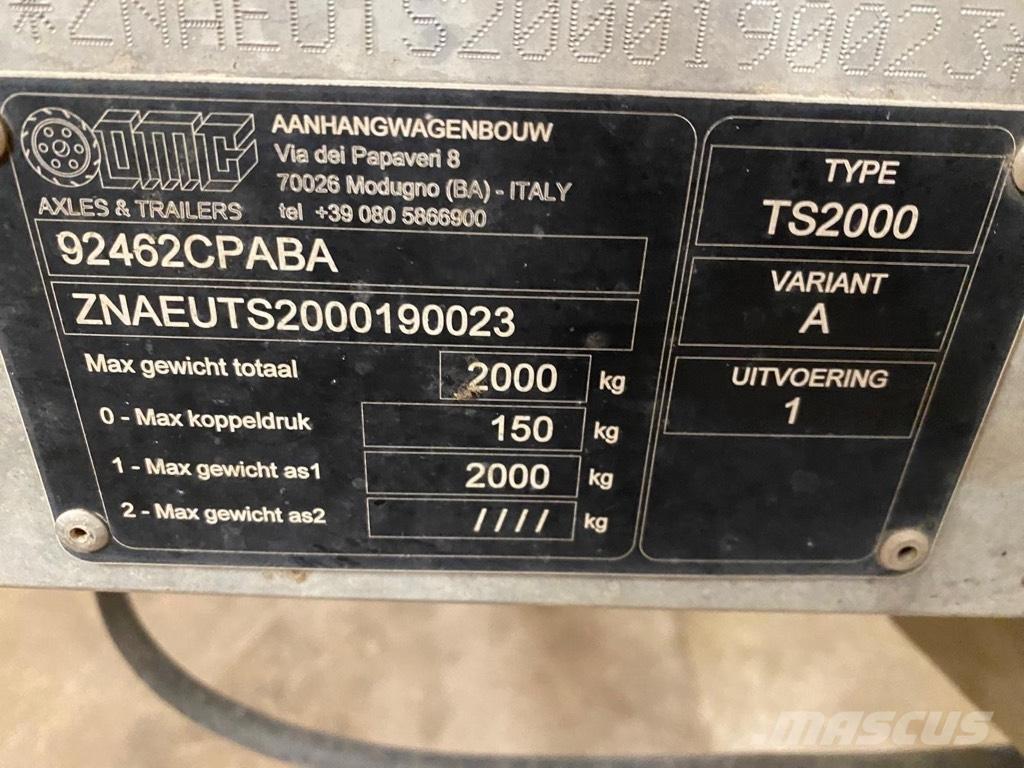 *ZNAEUTS2000190023*
OMC
AXLES & TRAILERS
AANHANGWAGENBOUW
Via dei Papaveri 8
70026 Modugno (BA) - ITALY
tel +39 080 5866900
92462CPABA
ZNAEUTS2000190023
Max gewicht totaal 2000 kg
0 - Max koppeldruk 150 kg
1 - Max gewicht as1 2000 kg
2 - Max gewicht as2 //// kg
TYPE
TS2000
VARIANT
A
UITVOERING
1
MASCUS